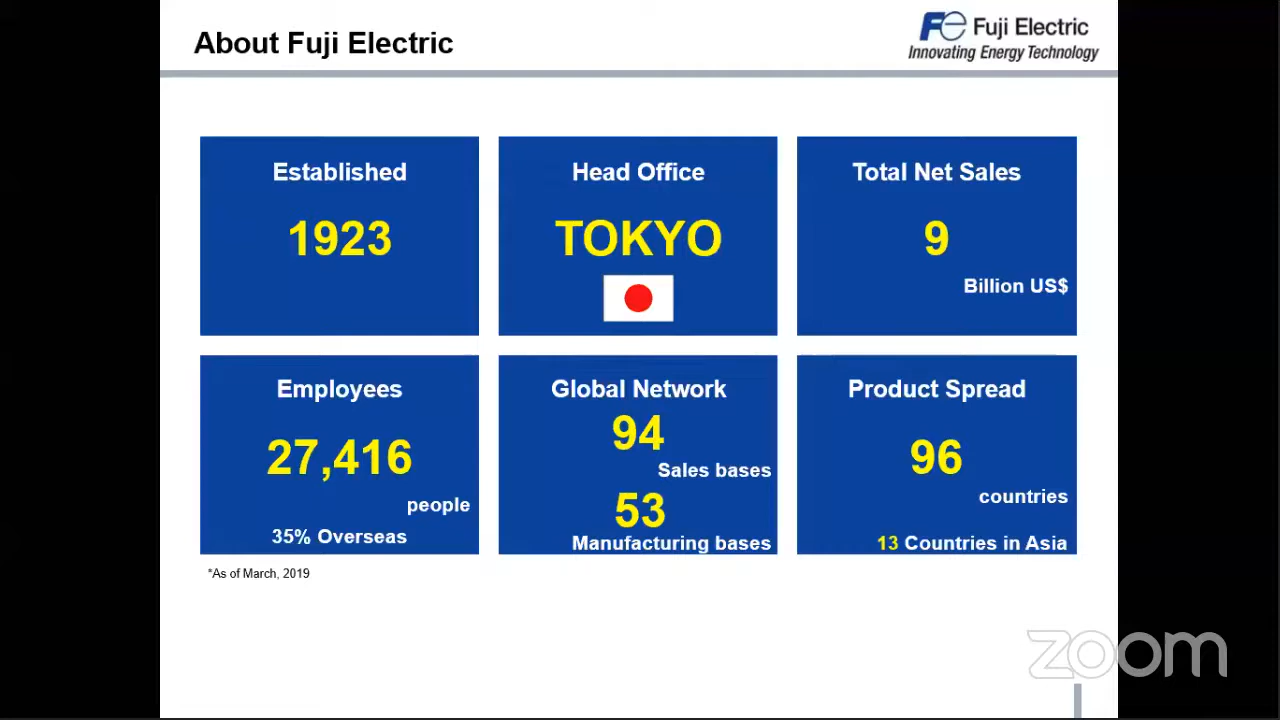 About Fuji Electric
Fe Fuji Electric
Innovating Energy Technology
Established
1923
Head Office
TOKYO
Total Net Sales
9
Billion US$
Employees
27,416
people
35% Overseas
Global Network
94
Sales bases
53
Manufacturing bases
Product Spread
96
countries
13 Countries in Asia
*As of March, 2019
zoom